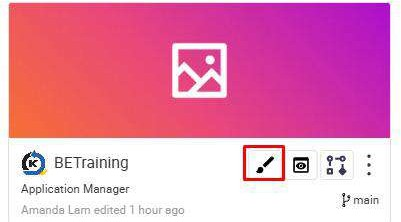 BETraining
Application Manager
main
Amanda Lam edited 1 hour ago